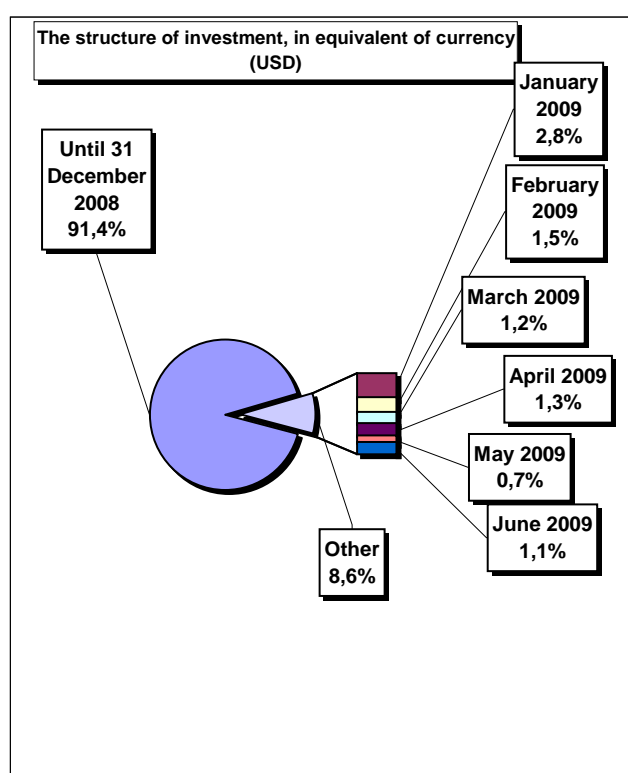 The structure of investment, in equivalent of currency
(USD)
Until 31
December
2008
91,4%
January
2009
2,8%
February
2009
1,5%
March 2009
1,2%
April 2009
1,3%
May 2009
0,7%
June 2009
1,1%
Other
8,6%